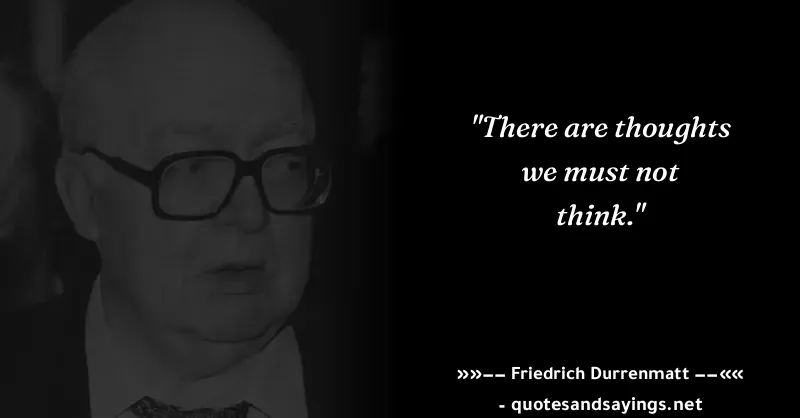 "There are thoughts
we must not
think."
»»−− Friedrich Durrenmatt −−««
- quotesandsayings.net